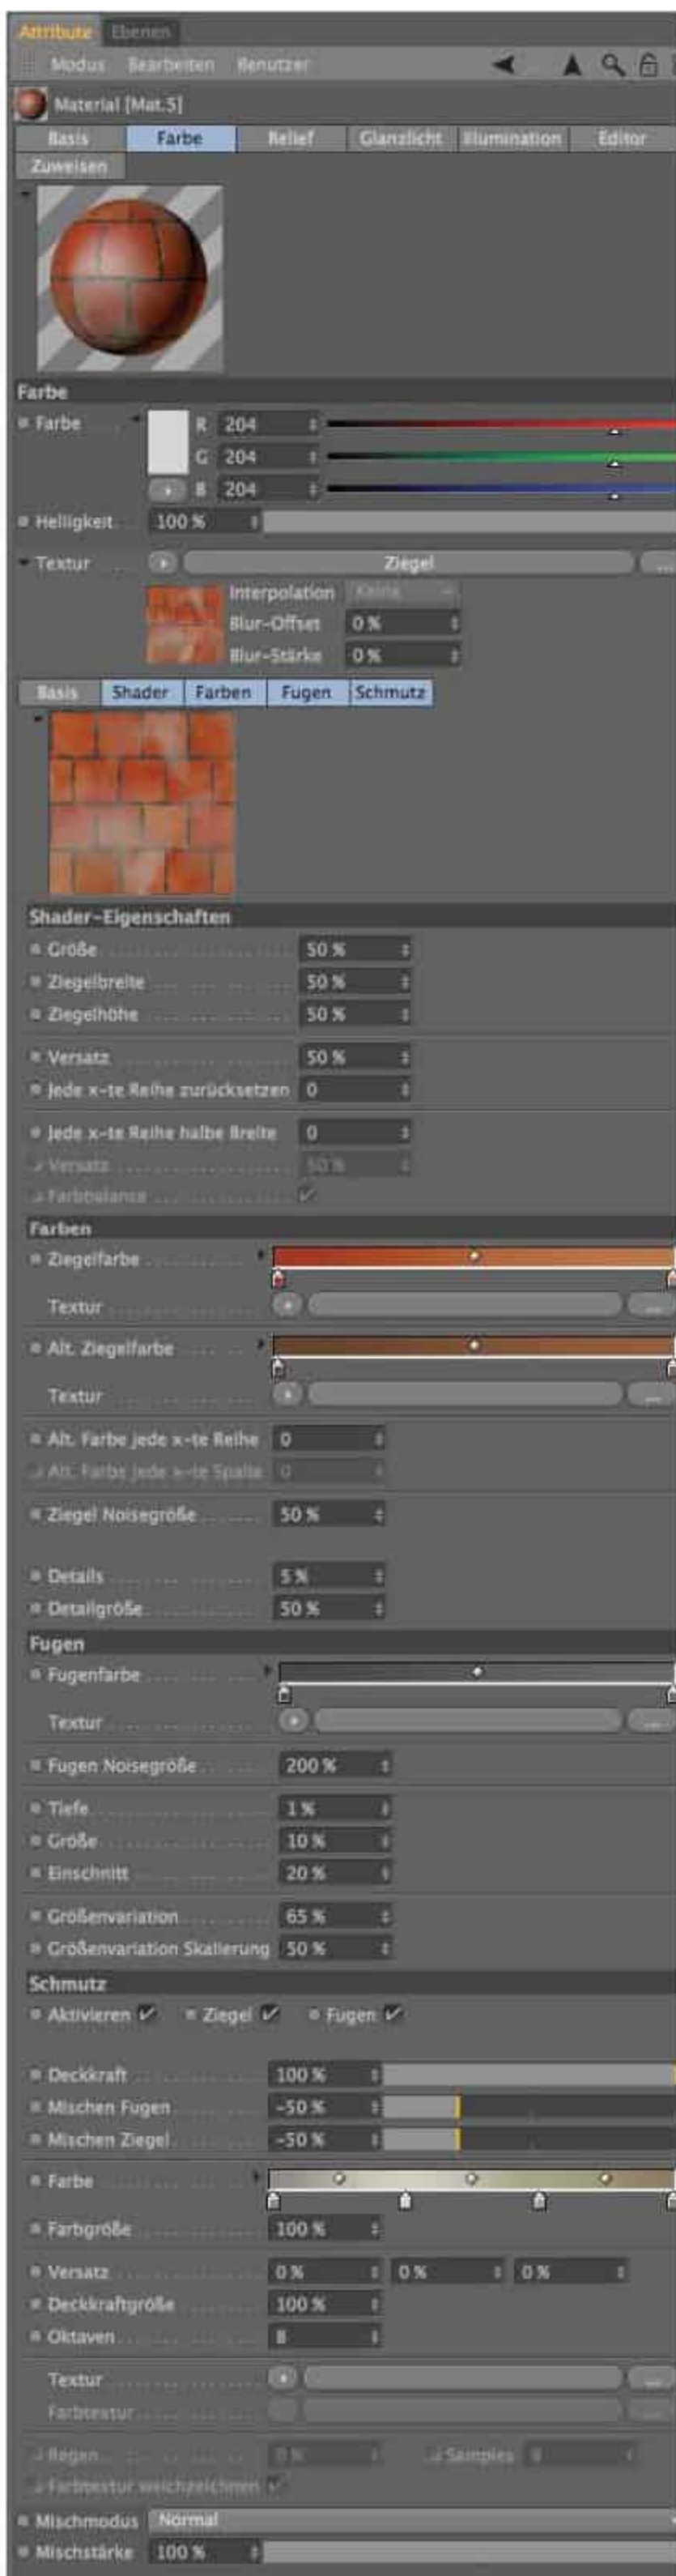 Attribute Ebenen
Modus Bearbeiten Benutzer
Material [Mat.5]
Basis Farbe Relief Glanzlicht Illumination Editor
Zuweisen
Farbe
Farbe R 204
G 204
B 204
Helligkeit 100 %
Textur Ziegel ...
Interpolation Keine
Blur-Offset 0 %
Blur-Stärke 0 %
Basis Shader Farben Fugen Schmutz
Shader-Eigenschaften
Größe 50 %
Ziegelbreite 50 %
Ziegelhöhe 50 %
Versatz 50 %
Jede x-te Reihe zurücksetzen 0
Jede x-te Reihe halbe Breite 0
Versatz 50 %
Farbbalance
Farben
Ziegelfarbe
Textur ...
Alt. Ziegelfarbe
Textur ...
Alt. Farbe jede x-te Reihe 0
Alt. Farbe jede x-te Spalte 0
Ziegel Noisegröße 50 %
Details 5 %
Detailgröße 50 %
Fugen
Fugenfarbe
Textur ...
Fugen Noisegröße 200 %
Tiefe 1 %
Größe 10 %
Einschnitt 20 %
Größenvariation 65 %
Größenvariation Skalierung 50 %
Schmutz
Aktivieren Ziegel Fugen
Deckkraft 100 %
Mischen Fugen -50 %
Mischen Ziegel -50 %
Farbe
Farbgröße 100 %
Versatz 0 % 0 % 0 %
Deckkraftgröße 100 %
Oktaven 8
Textur ...
Farbtextur ...
Regen 0 % Samples 8
Farbtextur weichzeichnen
Mischmodus Normal
Mischstärke 100 %